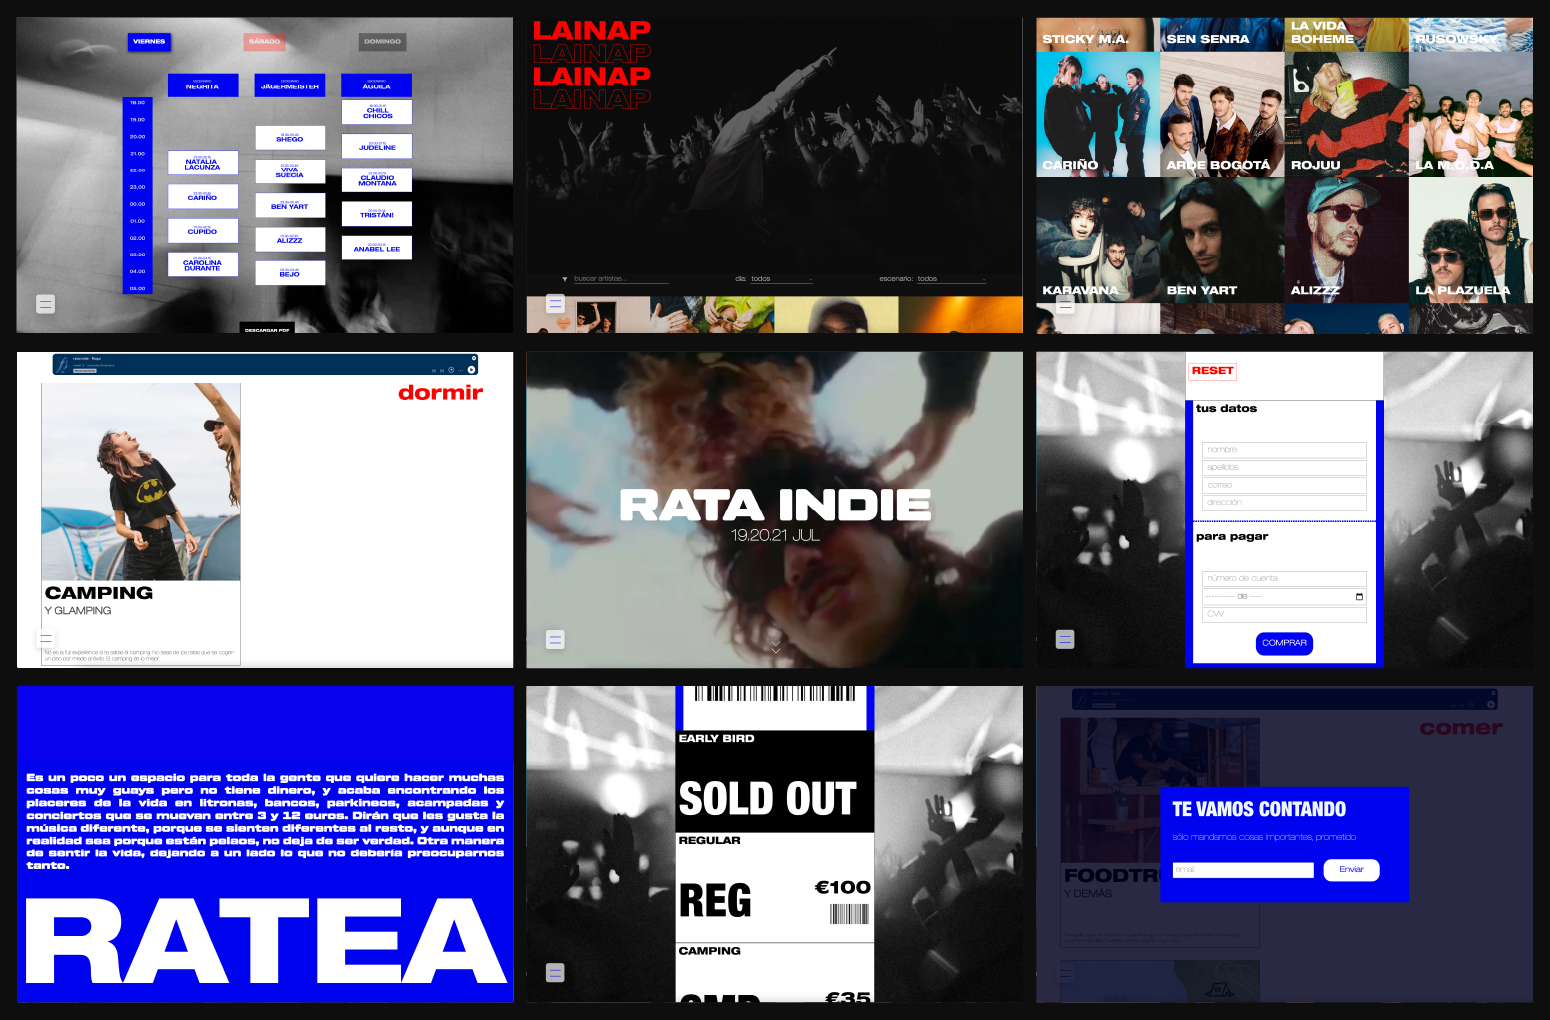 VIERNES
SÁBADO
DOMINGO
ESCENARIO
NEGRITA
ESCENARIO
JÄGERMEISTER
ESCENARIO
ÁGUILA
18.00
19.00
20.00
21.00
22.00
23.00
00.00
01.00
02.00
03.00
04.00
05.00
NATALIA
LACUNZA
CARIÑO
CUPIDO
CAROLINA
DURANTE
SHEGO
VIVA
SUECIA
BEN YART
ALIZZZ
BEJO
CHILL
CHICOS
JUDELINE
CLAUDIO
MONTANA
TRISTÁN!
ANABEL LEE
DESCARGAR PDF
LAINAP
LAINAP
LAINAP
LAINAP
buscar artistas...
día: todos
escenario: todos
STICKY M.A.
SEN SENRA
LA VIDA
BOHEME
RUSOWSKY
CARIÑO
ARDE BOGOTÁ
ROJUU
LA M.O.D.A
KARAVANA
BEN YART
ALIZZZ
LA PLAZUELA
dormir
CAMPING
Y GLAMPING
No es la full experience si te saltas el camping. No seas de los ratas que se cogen
un piso por miedo al éxito. El camping es lo mejor
RATA INDIE
19.20.21 JUL
RESET
tus datos
nombre
apellidos
correo
dirección
para pagar
número de cuenta
---------- de ----
CVV
COMPRAR
Es un poco un espacio para toda la gente que quiere hacer muchas
cosas muy guays pero no tiene dinero, y acaba encontrando los
placeres de la vida en litronas, bancos, parkineos, acampadas y
conciertos que se muevan entre 3 y 12 euros. Dirán que les gusta la
música diferente, porque se sienten diferentes al resto, y aunque en
realidad sea porque están pelaos, no deja de ser verdad. Otra manera
de sentir la vida, dejando a un lado lo que no debería preocuparnos
tanto.
RATEA
EARLY BIRD
SOLD OUT
REGULAR
REG
€100
CAMPING
CMP
€35
comer
TE VAMOS CONTANDO
sólo mandamos cosas importantes, prometido
email
Enviar
FOODTR
Y DEMÁS